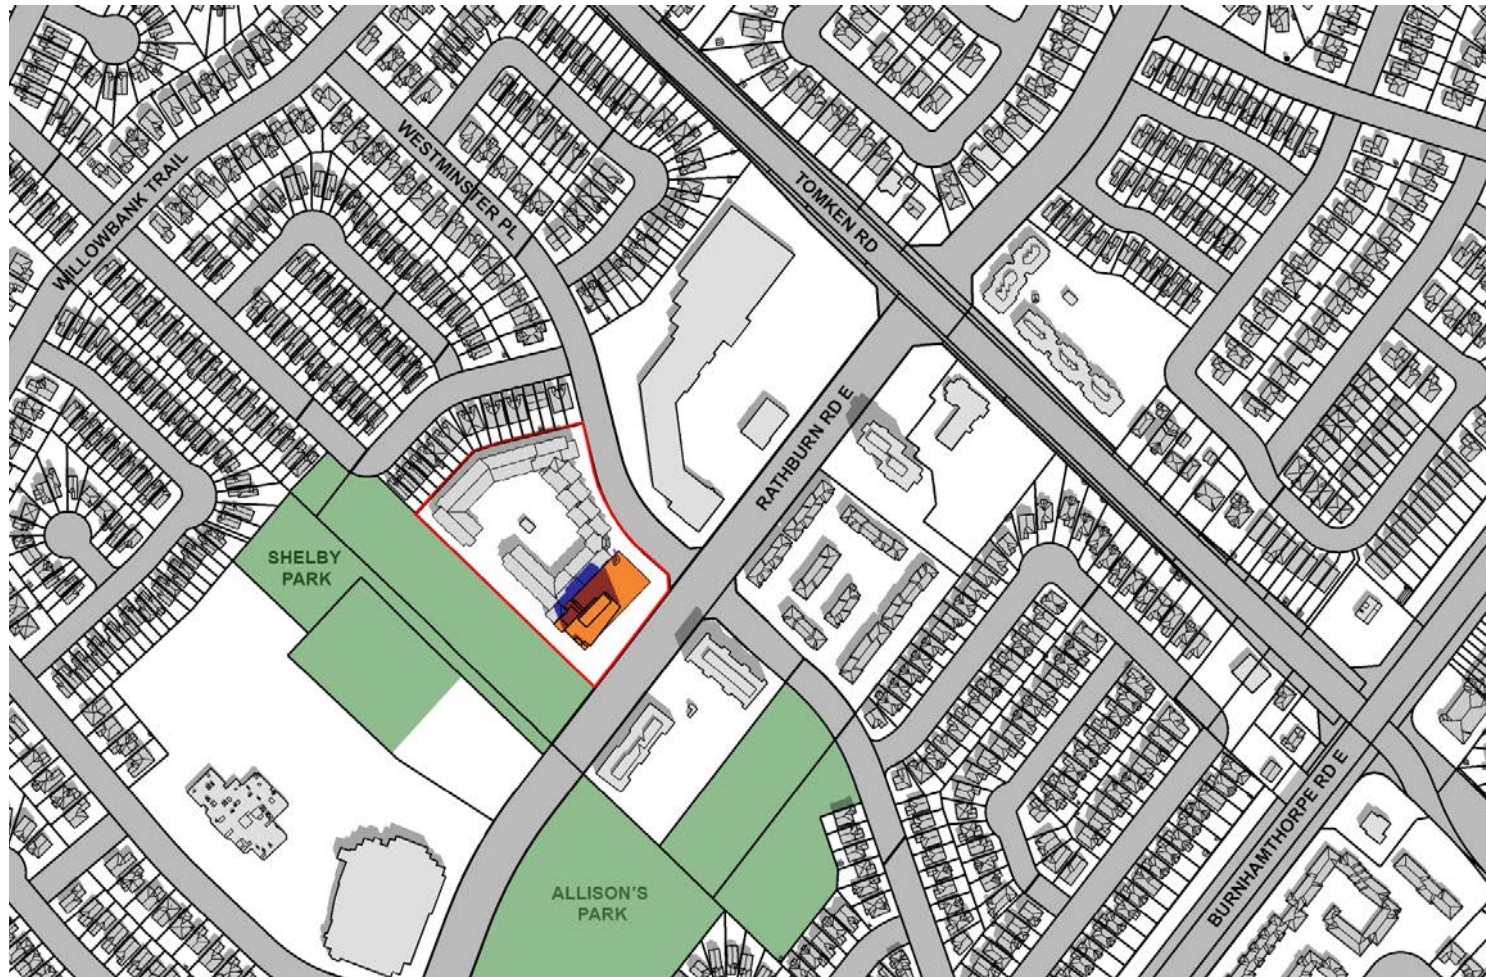 WILLOWBANK TRAIL
WESTMINSTER PL
TOMKEN RD
RATHBURN RD E
SHELBY
PARK
ALLISON'S
PARK
BURNHAMTHORPE RD E